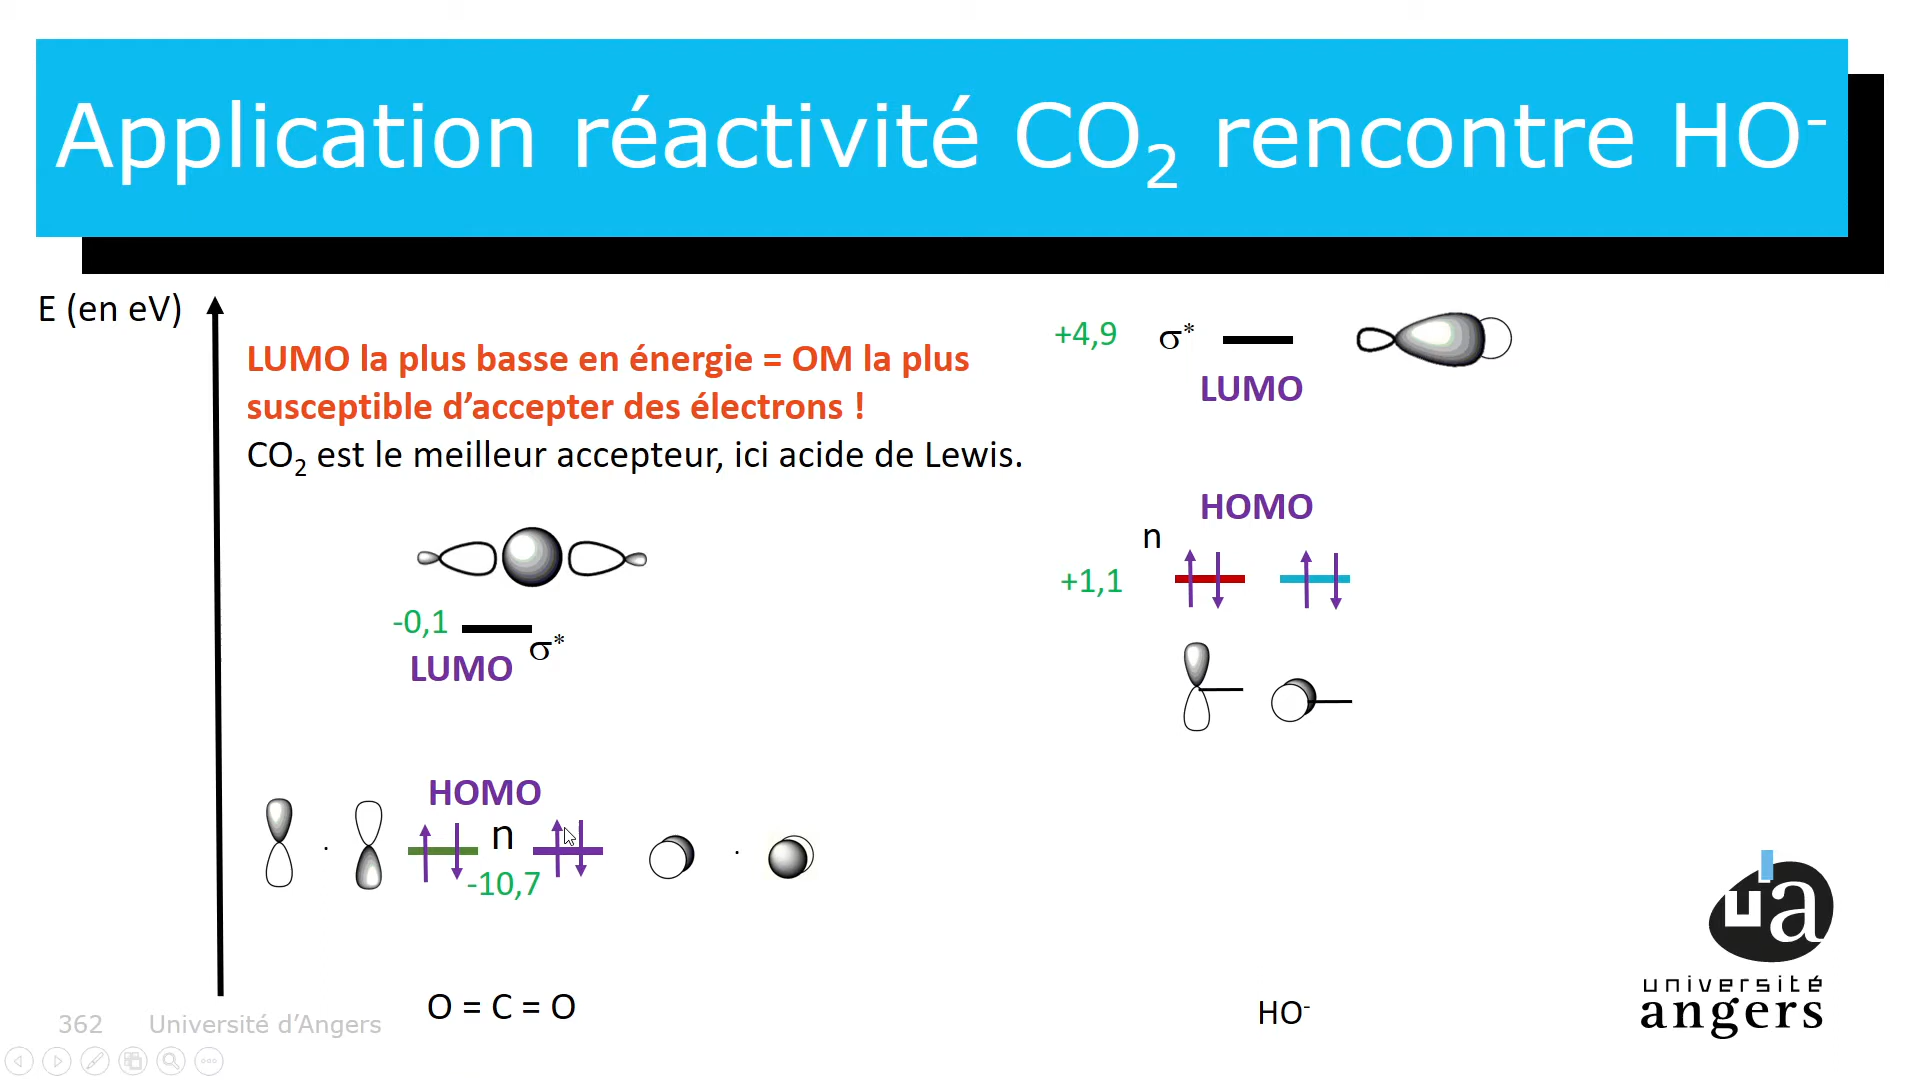 Application réactivité CO₂ rencontre HO⁻
E (en eV)
LUMO la plus basse en énergie = OM la plus
susceptible d’accepter des électrons !
CO₂ est le meilleur accepteur, ici acide de Lewis.
+4,9 σ*
LUMO
HOMO
n
+1,1
-0,1
σ*
LUMO
HOMO
n
-10,7
O = C = O
HO⁻
ua
université
angers
362 Université d’Angers